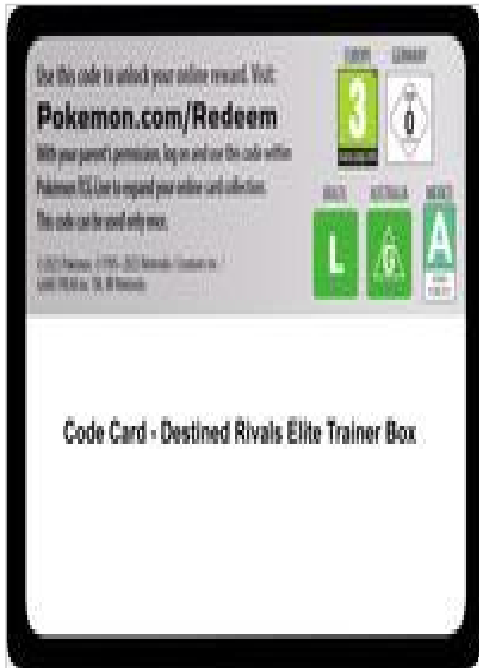 Use this code to unlock your online reward. Visit:
Pokemon.com/Redeem
With your parent's permission, log on and use this code within
Pokemon TCG Live to expand your online card collection.
This code can be used only once.
EUROPE
GERMANY
3
0
BRAZIL
AUSTRALIA
MEXICO
L
G
A
Code Card - Destined Rivals Elite Trainer Box